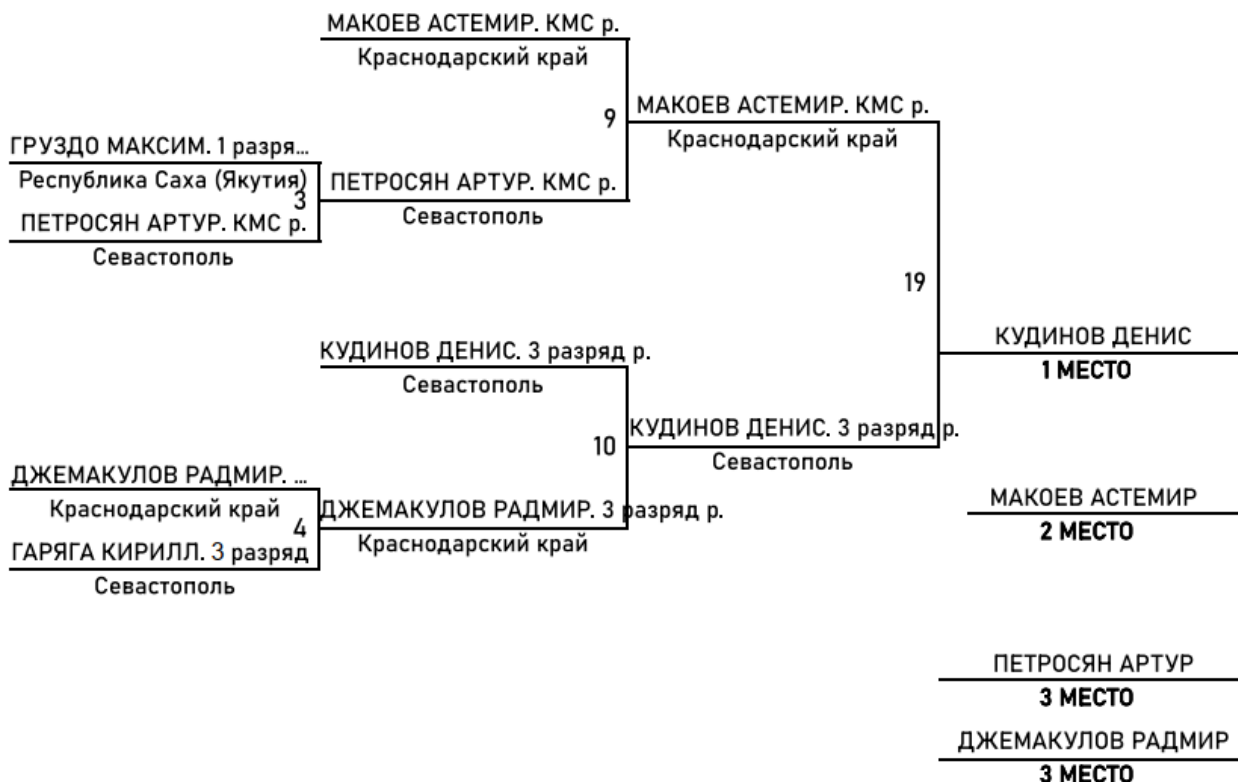 МАКОЕВ АСТЕМИР. КМС р.
Краснодарский край
9
МАКОЕВ АСТЕМИР. КМС р.
Краснодарский край
ГРУЗДО МАКСИМ. 1 разря...
Республика Саха (Якутия)
3
ПЕТРОСЯН АРТУР. КМС р.
Севастополь
ПЕТРОСЯН АРТУР. КМС р.
Севастополь
19
КУДИНОВ ДЕНИС
1 МЕСТО
КУДИНОВ ДЕНИС. 3 разряд р.
Севастополь
10
КУДИНОВ ДЕНИС. 3 разряд р.
Севастополь
ДЖЕМАКУЛОВ РАДМИР. ...
Краснодарский край
4
ДЖЕМАКУЛОВ РАДМИР. 3 разряд р.
Краснодарский край
ГАРЯГА КИРИЛЛ. 3 разряд
Севастополь
МАКОЕВ АСТЕМИР
2 МЕСТО
ПЕТРОСЯН АРТУР
3 МЕСТО
ДЖЕМАКУЛОВ РАДМИР
3 МЕСТО